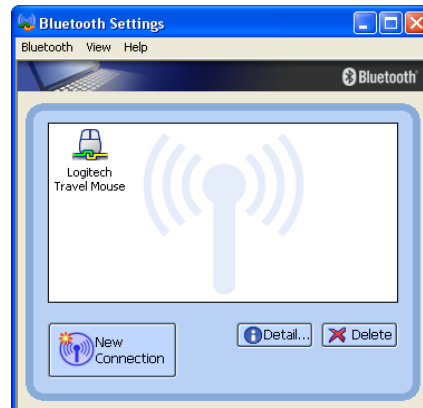 Bluetooth Settings
Bluetooth View Help
Bluetooth
Logitech
Travel Mouse
New
Connection
Detail...
Delete